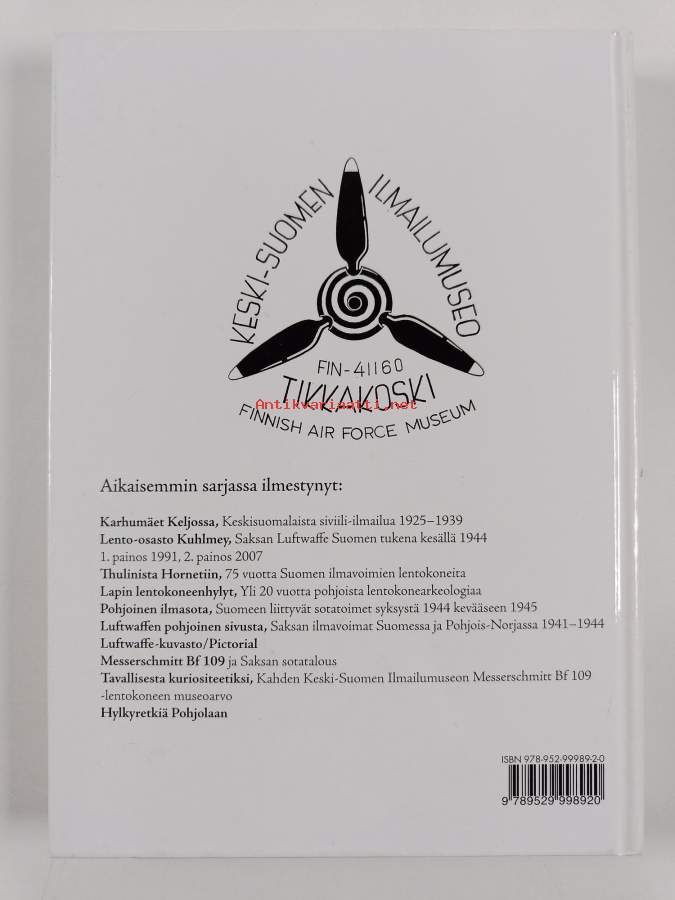 KESKI-SUOMEN ILMAILUMUSEO
FIN-41160
TIKKAKOSKI
Antikvariaatti.net
FINNISH AIR FORCE MUSEUM
Aikaisemmin sarjassa ilmestynyt:
Karhumäet Keljossa, Keskisuomalaista siviili-ilmailua 1925–1939
Lento-osasto Kuhlmey, Saksan Luftwaffe Suomen tukena kesällä 1944
1. painos 1991, 2. painos 2007
Thulinista Hornetiin, 75 vuotta Suomen ilmavoimien lentokoneita
Lapin lentokoneenhylyt, Yli 20 vuotta pohjoista lentokonearkeologiaa
Pohjoinen ilmasota, Suomeen liittyvät sotatoimet syksystä 1944 kevääseen 1945
Luftwaffen pohjoinen sivusta, Saksan ilmavoimat Suomessa ja Pohjois-Norjassa 1941–1944
Luftwaffe-kuvasto/Pictorial
Messerschmitt Bf 109 ja Saksan sotatalous
Tavallisesta kuriositeetiksi, Kahden Keski-Suomen Ilmailumuseon Messerschmitt Bf 109
-lentokoneen museoarvo
Hylkyretkiä Pohjolaan
ISBN 978-952-99989-2-0
9 789529 998920